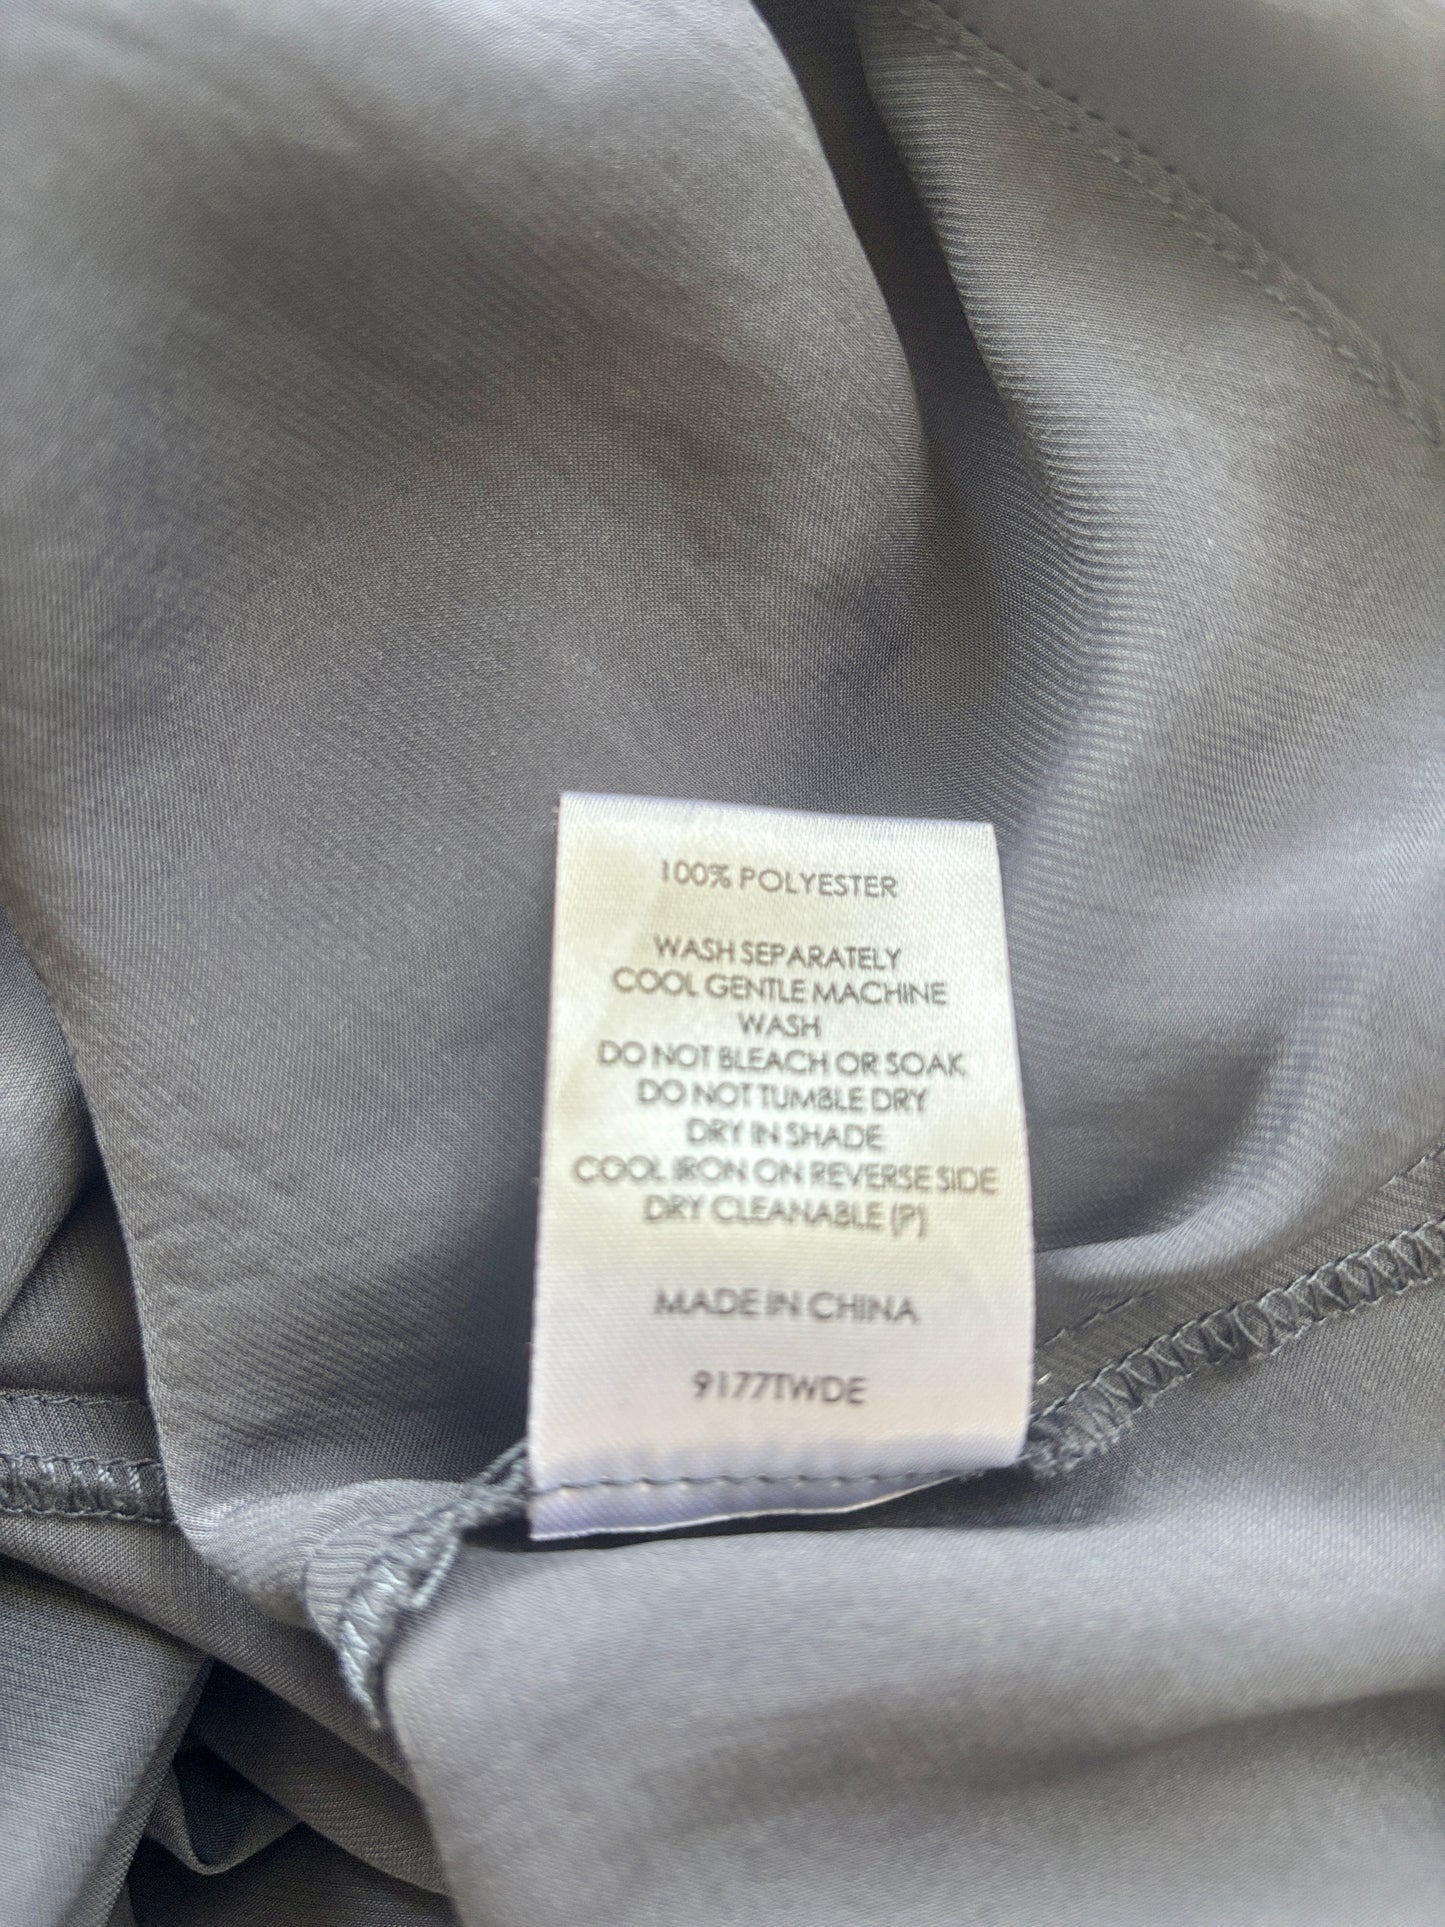 100% POLYESTER
WASH SEPARATELY
COOL GENTLE MACHINE
WASH
DO NOT BLEACH OR SOAK
DO NOT TUMBLE DRY
DRY IN SHADE
COOL IRON ON REVERSE SIDE
DRY CLEANABLE (P)
MADE IN CHINA
9177TWDE